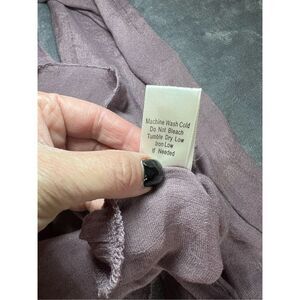 Machine Wash Cold
Do Not Bleach
Tumble Dry Low
Iron Low
if Needed